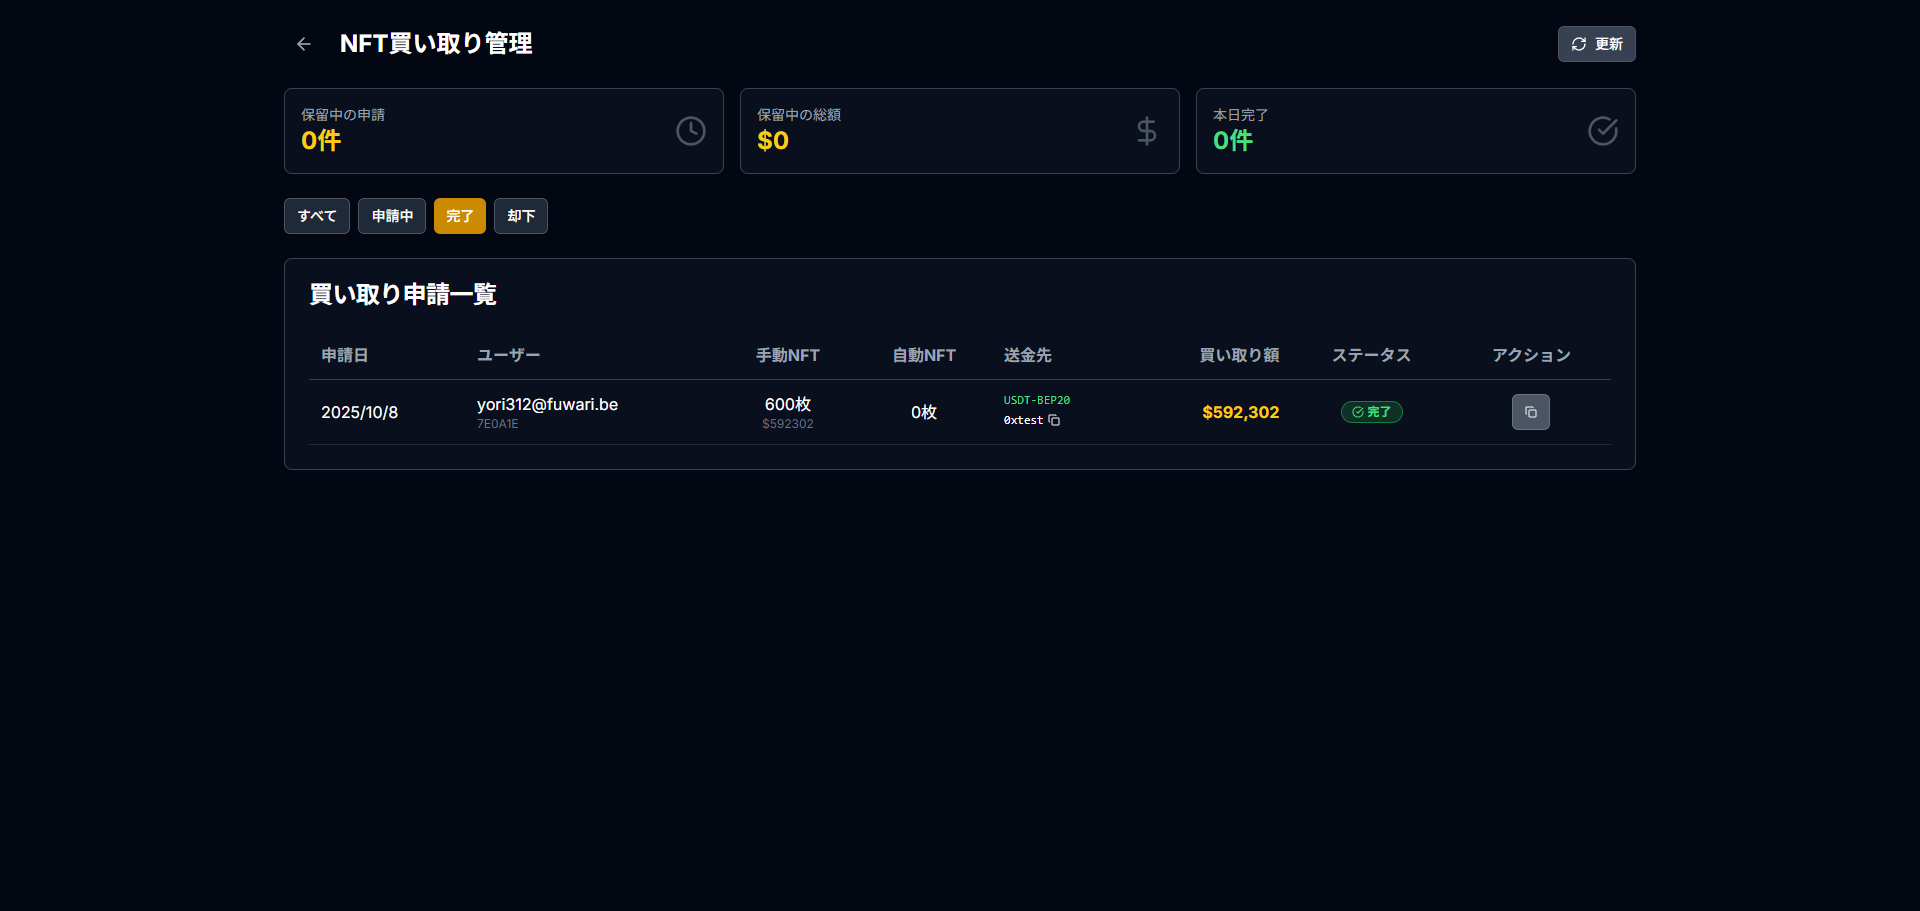 NFT買い取り管理
更新
保留中の申請
0件
保留中の総額
$0
本日完了
0件
すべて
申請中
完了
却下
買い取り申請一覧
申請日 ユーザー 手動NFT 自動NFT 送金先 買い取り額 ステータス アクション
2025/10/8
yori312@fuwari.be
7E0A1E
600枚
$592302
0枚
USDT-BEP20
0xtest
$592,302
完了